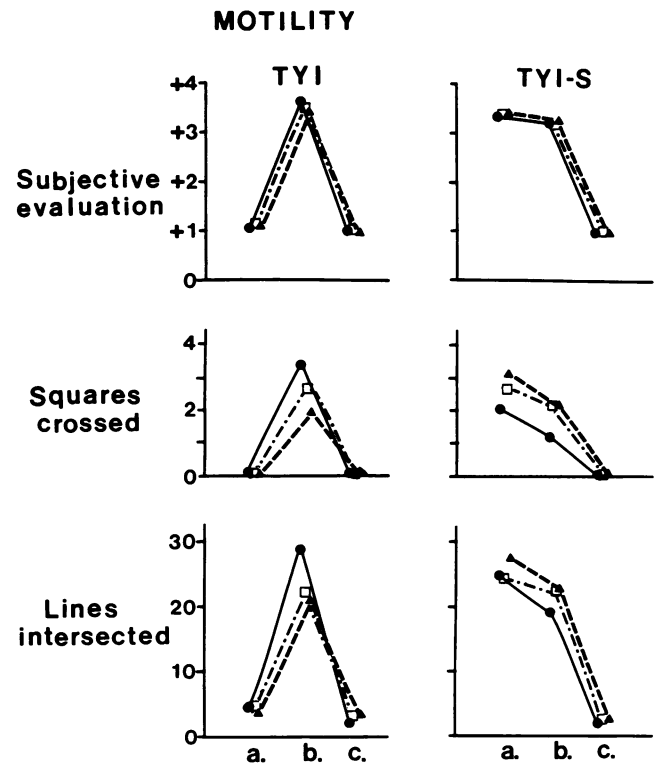 MOTILITY
TYI
TYI-S
+4
+3
Subjective
evaluation
+2
+1
0
4
Squares
crossed
2
0
30
Lines
intersected
20
10
0
a. b. c.
a. b. c.